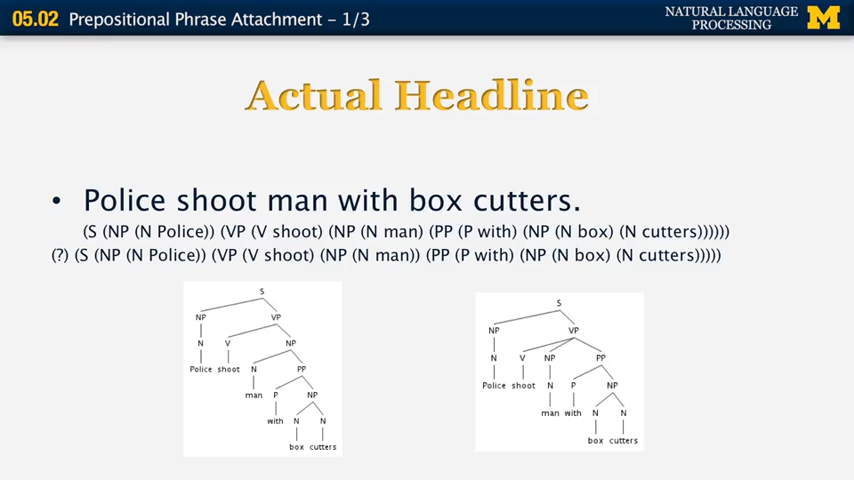 05.02 Prepositional Phrase Attachment – 1/3
NATURAL LANGUAGE
PROCESSING
M
Actual Headline
• Police shoot man with box cutters.
(S (NP (N Police)) (VP (V shoot) (NP (N man) (PP (P with) (NP (N box) (N cutters))))))
(?) (S (NP (N Police)) (VP (V shoot) (NP (N man)) (PP (P with) (NP (N box) (N cutters)))))
S
NP VP
N V NP
Police shoot N PP
man P NP
with N N
box cutters
S
NP VP
N V NP PP
Police shoot N P NP
man with N N
box cutters